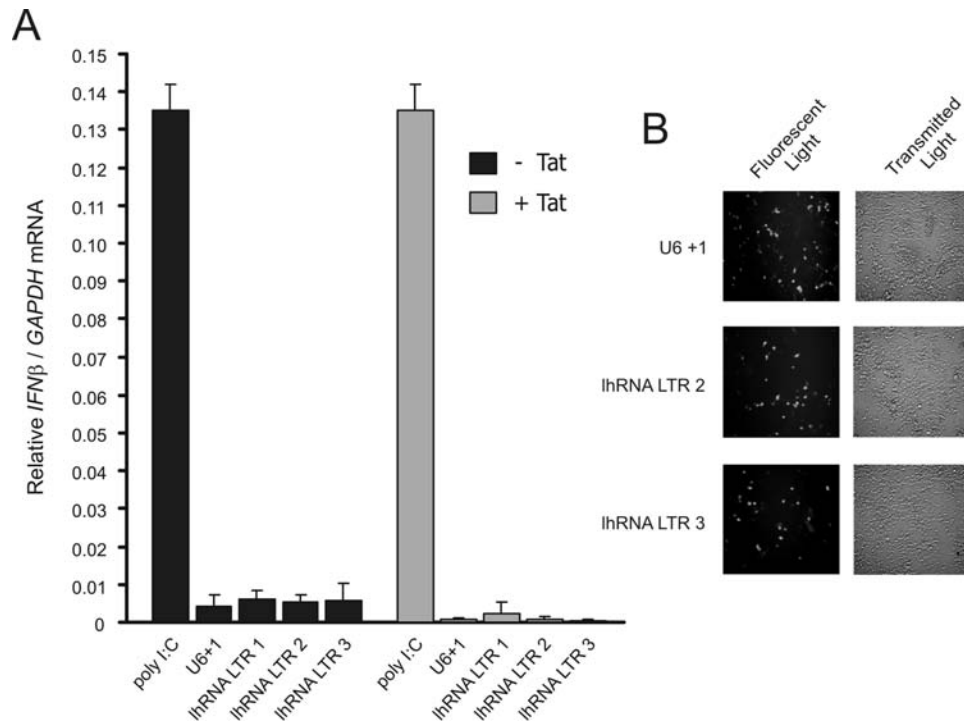 A
0.15
0.14
0.13
0.12
0.11
0.10
0.09
0.08
0.07
0.06
0.05
0.04
0.03
0.02
0.01
0
Relative IFNβ / GAPDH mRNA
- Tat
+ Tat
poly I:C
U6+1
lhRNA LTR 1
lhRNA LTR 2
lhRNA LTR 3
poly I:C
U6+1
lhRNA LTR 1
lhRNA LTR 2
lhRNA LTR 3
B
Fluorescent
Light
Transmitted
Light
U6 +1
lhRNA LTR 2
lhRNA LTR 3